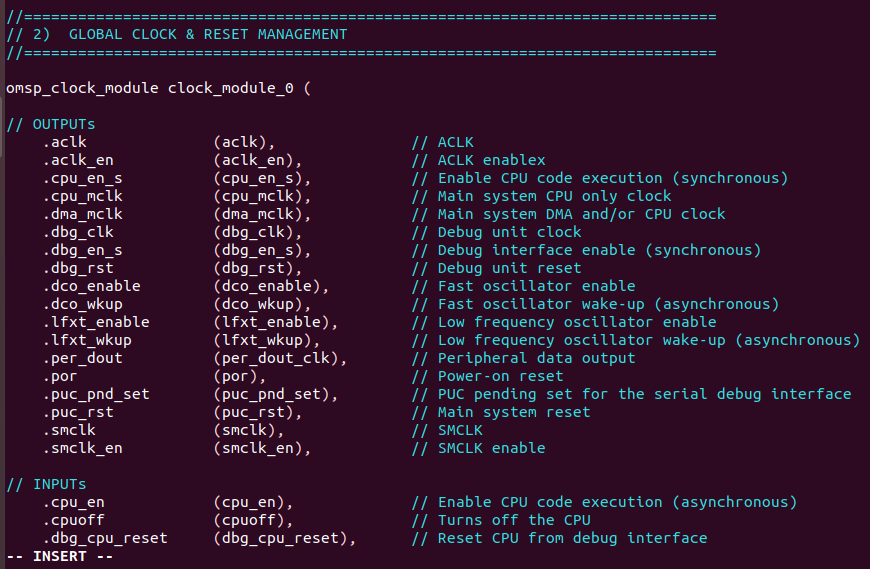 //=============================================================================
// 2)  GLOBAL CLOCK & RESET MANAGEMENT
//=============================================================================

omsp_clock_module clock_module_0 (

// OUTPUTs
    .aclk              (aclk),               // ACLK
    .aclk_en           (aclk_en),            // ACLK enablex
    .cpu_en_s          (cpu_en_s),           // Enable CPU code execution (synchronous)
    .cpu_mclk          (cpu_mclk),           // Main system CPU only clock
    .dma_mclk          (dma_mclk),           // Main system DMA and/or CPU clock
    .dbg_clk           (dbg_clk),            // Debug unit clock
    .dbg_en_s          (dbg_en_s),           // Debug interface enable (synchronous)
    .dbg_rst           (dbg_rst),            // Debug unit reset
    .dco_enable        (dco_enable),         // Fast oscillator enable
    .dco_wkup          (dco_wkup),           // Fast oscillator wake-up (asynchronous)
    .lfxt_enable       (lfxt_enable),        // Low frequency oscillator enable
    .lfxt_wkup         (lfxt_wkup),          // Low frequency oscillator wake-up (asynchronous)
    .per_dout          (per_dout_clk),       // Peripheral data output
    .por               (por),                // Power-on reset
    .puc_pnd_set       (puc_pnd_set),        // PUC pending set for the serial debug interface
    .puc_rst           (puc_rst),            // Main system reset
    .smclk             (smclk),              // SMCLK
    .smclk_en          (smclk_en),           // SMCLK enable

// INPUTs
    .cpu_en            (cpu_en),             // Enable CPU code execution (asynchronous)
    .cpuoff            (cpuoff),             // Turns off the CPU
    .dbg_cpu_reset     (dbg_cpu_reset),      // Reset CPU from debug interface
-- INSERT --